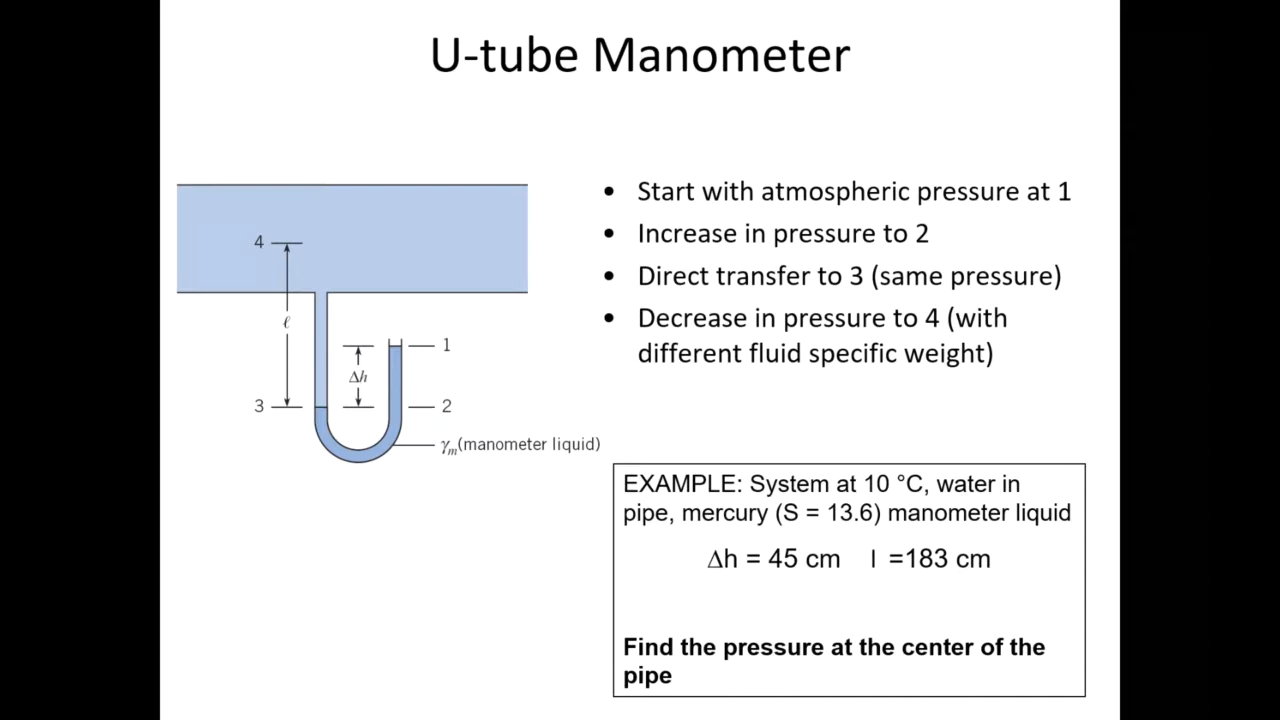 U-tube Manometer
• Start with atmospheric pressure at 1
• Increase in pressure to 2
• Direct transfer to 3 (same pressure)
• Decrease in pressure to 4 (with
different fluid specific weight)
4
ℓ
1
Δh
3
2
γm(manometer liquid)
EXAMPLE: System at 10 °C, water in
pipe, mercury (S = 13.6) manometer liquid
Δh = 45 cm l =183 cm
Find the pressure at the center of the
pipe